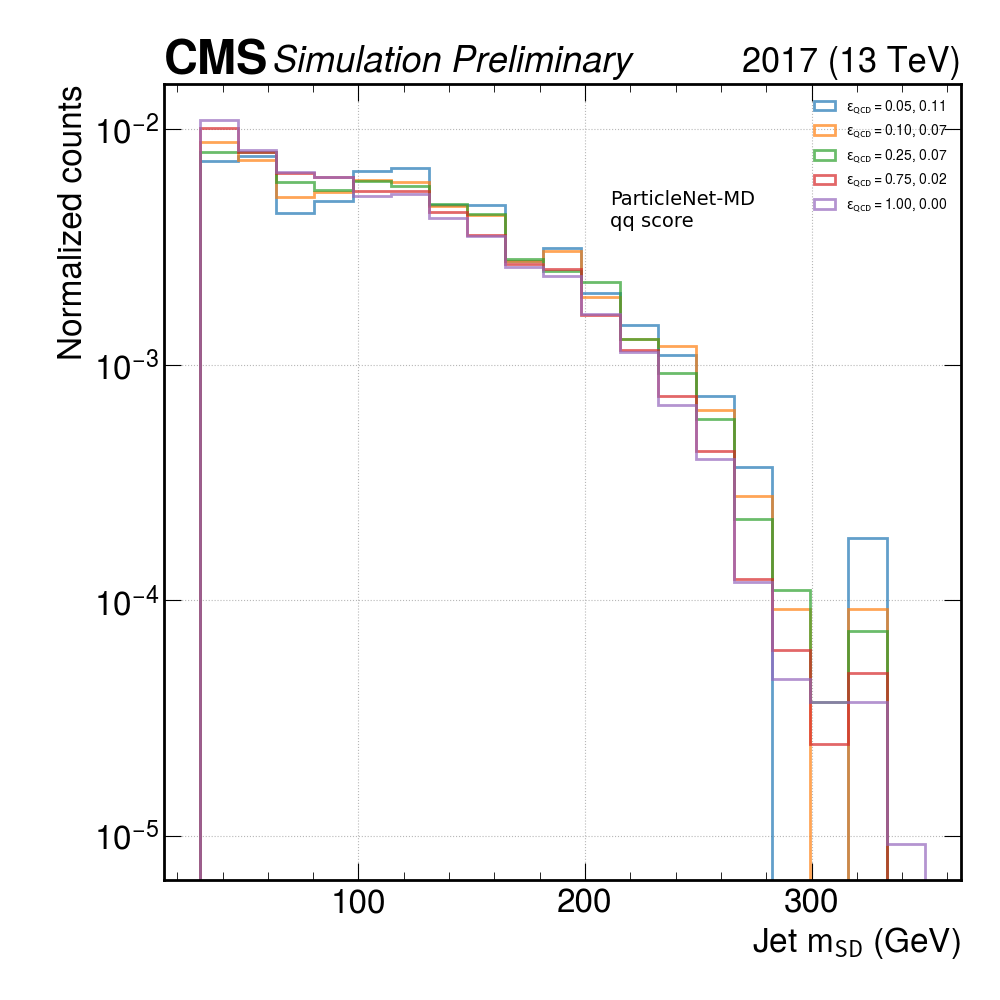 CMS Simulation Preliminary 2017 (13 TeV)
Normalized counts
10⁻²
10⁻³
10⁻⁴
10⁻⁵
ε_QCD = 0.05, 0.11
ε_QCD = 0.10, 0.07
ε_QCD = 0.25, 0.07
ε_QCD = 0.75, 0.02
ε_QCD = 1.00, 0.00
ParticleNet-MD
qq score
100 200 300
Jet m_SD (GeV)